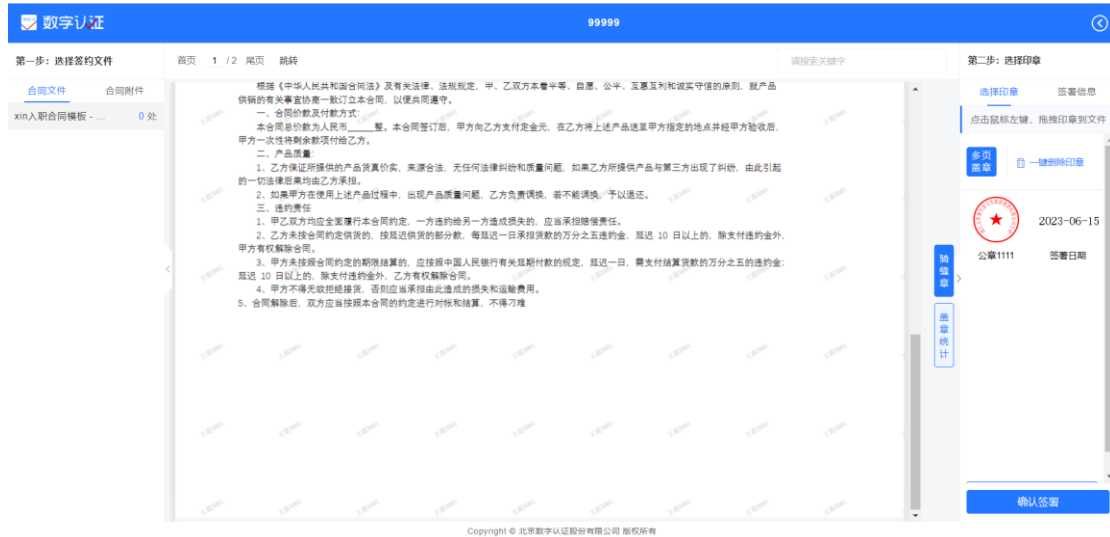 数字认证
99999
第一步：选择签约文件
首页 1 /2 尾页 跳转
请搜索关键字
第二步：选择印章
合同文件 合同附件
选择印章 签署信息
xin入职合同模板 - ... 0 处
点击鼠标左键，拖拽印章到文件
根据《中华人民共和国合同法》及有关法律、法规规定，甲、乙双方本着平等、自愿、公平、互惠互利和诚实守信的原则，就产品
供销的有关事宜协商一致订立本合同，以便共同遵守。
一、合同价款及付款方式：
本合同总价款为人民币_____整。本合同签订后，甲方向乙方支付定金元，在乙方将上述产品送至甲方指定的地点并经甲方验收后，
甲方一次性将剩余款项付给乙方。
二、产品质量：
1、乙方保证所提供的产品货真价实，来源合法，无任何法律纠纷和质量问题，如果乙方所提供产品与第三方出现了纠纷，由此引起
的一切法律后果均由乙方承担。
2、如果甲方在使用上述产品过程中，出现产品质量问题，乙方负责调换，若不能调换，予以退还。
三、违约责任
1、甲乙双方均应全面履行本合同约定，一方违约给另一方造成损失的，应当承担赔偿责任。
2、乙方未按合同约定供货的，按延迟供货的部分款，每延迟一日承担货款的万分之五违约金，延迟 10 日以上的，除支付违约金外，
甲方有权解除合同。
3、甲方未按照合同约定的期限结算的，应按照中国人民银行有关延期付款的规定，延迟一日，需支付结算货款的万分之五的违约金；
延迟 10 日以上的，除支付违约金外，乙方有权解除合同。
4、甲方不得无故拒绝接货，否则应当承担由此造成的损失和运输费用。
5、合同解除后，双方应当按照本合同的约定进行对帐和结算，不得刁难
多页
盖章
一键删除印章
2023-06-15
公章1111 签署日期
骑缝章
盖章统计
确认签署
Copyright © 北京数字认证股份有限公司 版权所有